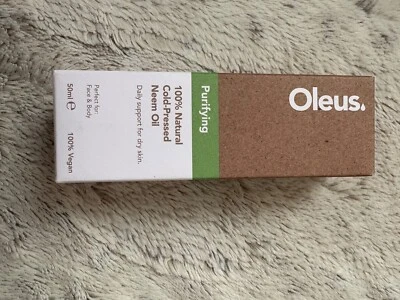 Oleus.
Purifying
100% Natural
Cold-Pressed
Neem Oil
Daily support for dry skin.
Perfect for:
Face & Body
50ml e
100% Vegan